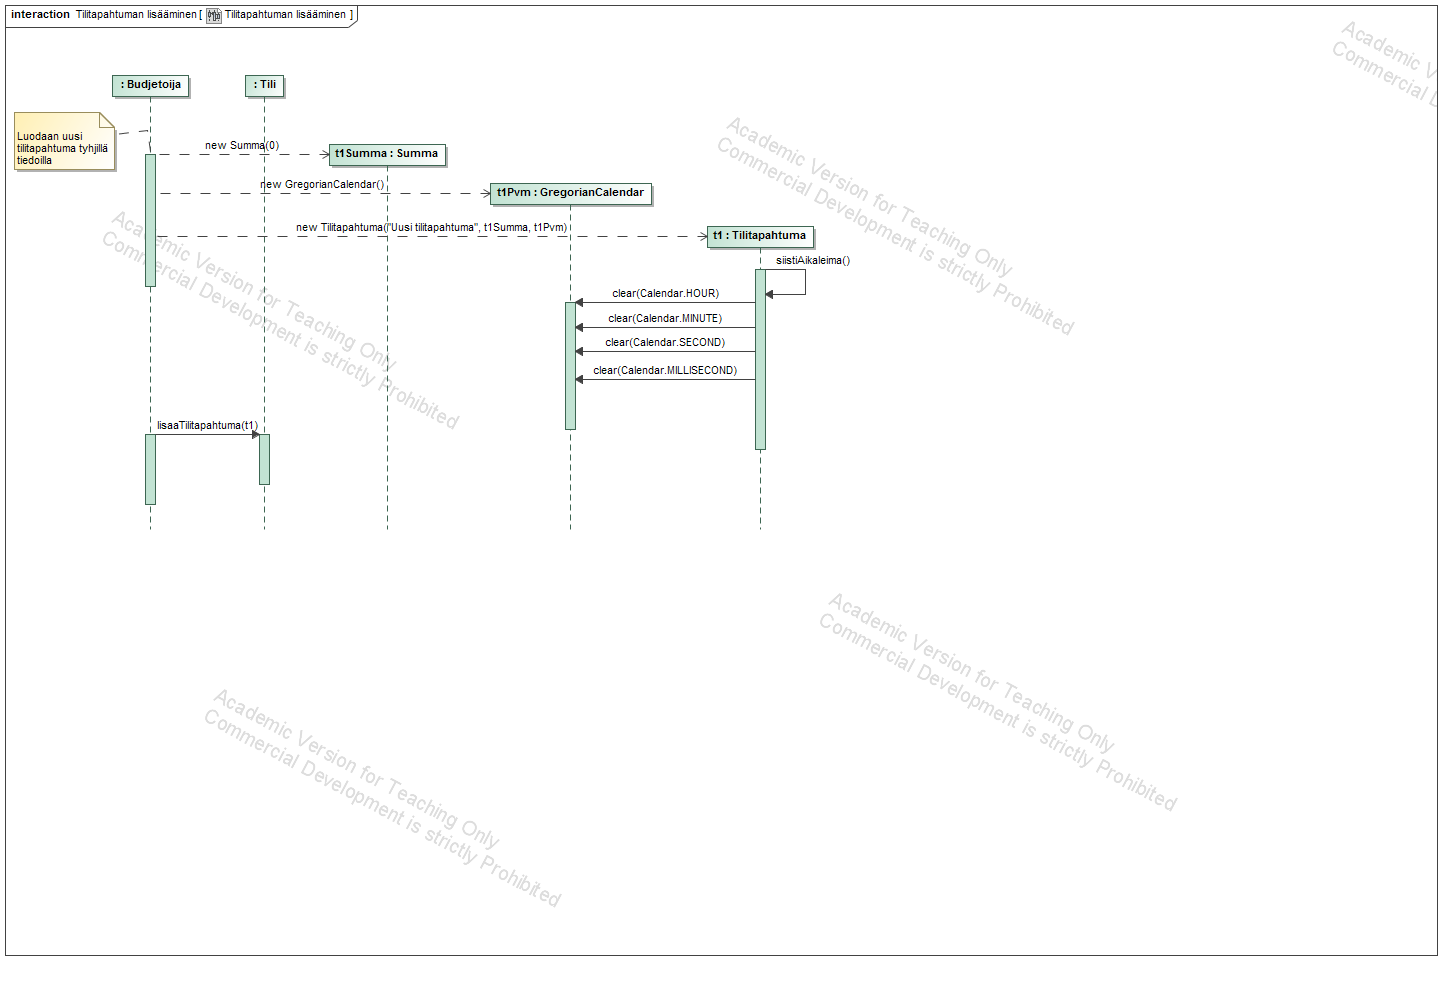 interaction Tilitapahtuman lisääminen [ Tilitapahtuman lisääminen ]
: Budjetoija
: Tili
Luodaan uusi
tilitapahtuma tyhjillä
tiedoilla
new Summa(0)
t1Summa : Summa
new GregorianCalendar()
t1Pvm : GregorianCalendar
new Tilitapahtuma("Uusi tilitapahtuma", t1Summa, t1Pvm)
t1 : Tilitapahtuma
siistiAikaleima()
clear(Calendar.HOUR)
clear(Calendar.MINUTE)
clear(Calendar.SECOND)
clear(Calendar.MILLISECOND)
lisaaTilitapahtuma(t1)
Academic V
Commercial D
Academic Version for Teaching Only
Commercial Development is strictly Prohibited
Academic Version for Teaching Only
Commercial Development is strictly Prohibited
Academic Version for Teaching Only
Commercial Development is strictly Prohibited
Academic Version for Teaching Only
Commercial Development is strictly Prohibited